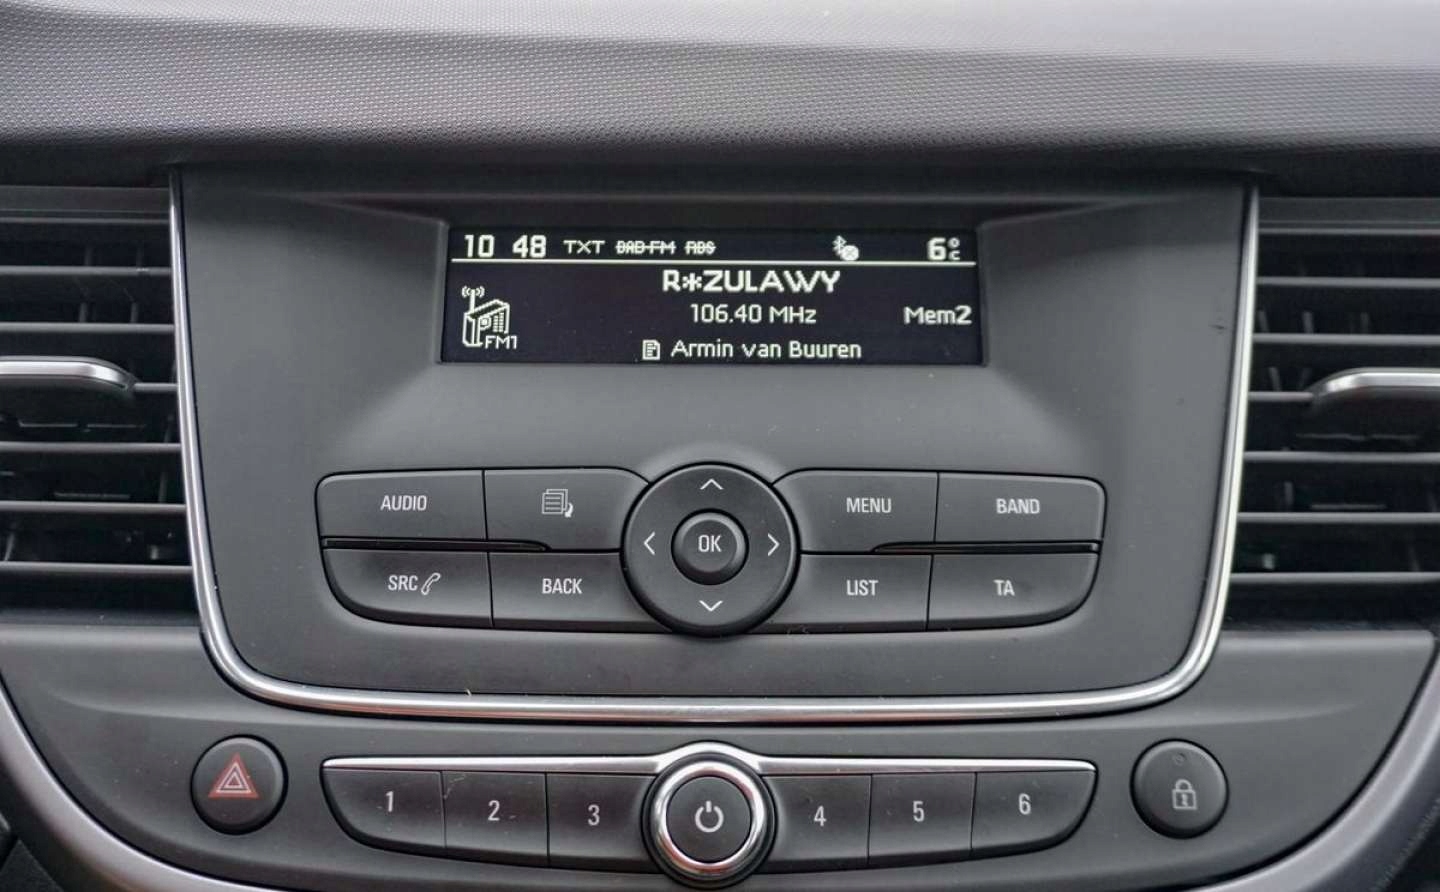 10 48 TXT DAB-FM RDS 6°C
R*ZULAWY
106.40 MHz Mem2
FM1
Armin van Buuren
AUDIO MENU BAND
OK
SRC BACK LIST TA
1 2 3 4 5 6